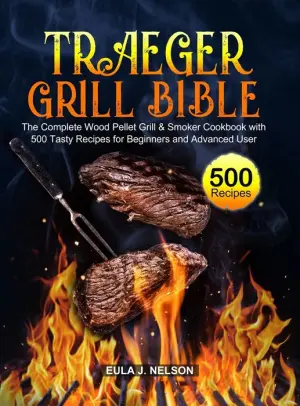 TRAEGER
GRILL BIBLE
The Complete Wood Pellet Grill & Smoker Cookbook with
500 Tasty Recipes for Beginners and Advanced User
500
Recipes
EULA J. NELSON